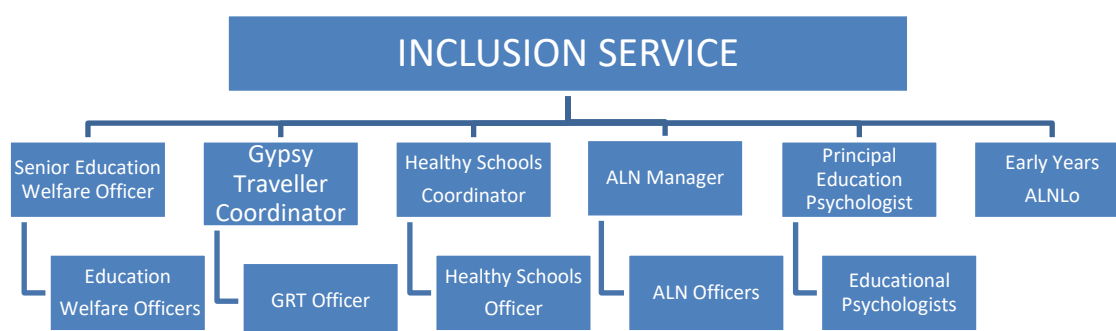 INCLUSION SERVICE
Senior Education
Welfare Officer
Gypsy
Traveller
Coordinator
Healthy Schools
Coordinator
ALN Manager
Principal
Education
Psychologist
Early Years
ALNLo
Education
Welfare Officers
GRT Officer
Healthy Schools
Officer
ALN Officers
Educational
Psychologists